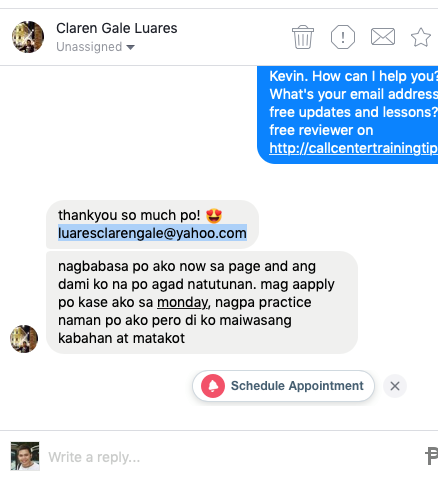 Claren Gale Luares
Unassigned
Kevin. How can I help you?
What's your email address
free updates and lessons?
free reviewer on
http://callcentertrainingtip
thankyou so much po! 😍
luaresclarengale@yahoo.com
nagbabasa po ako now sa page and ang
dami ko na po agad natutunan. mag aapply
po kase ako sa monday, nagpa practice
naman po ako pero di ko maiwasang
kabahan at matakot
Schedule Appointment
Write a reply...